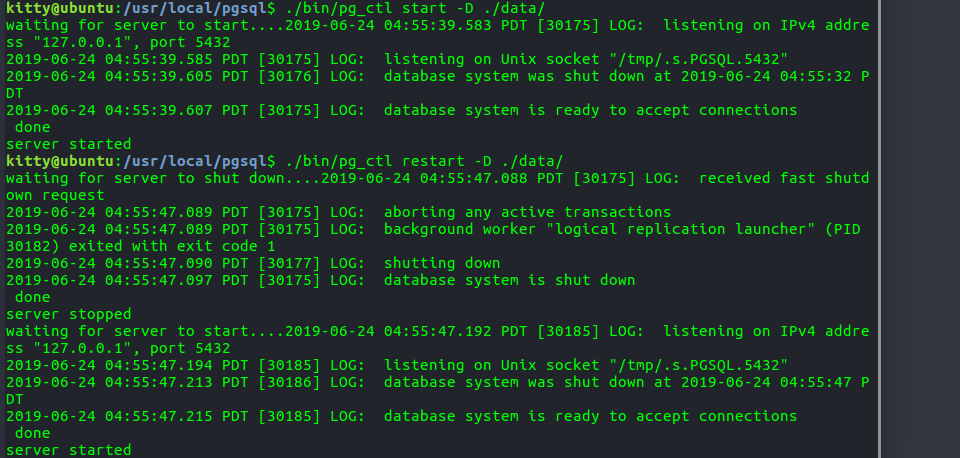 kitty@ubuntu:/usr/local/pgsql$ ./bin/pg_ctl start -D ./data/
waiting for server to start....2019-06-24 04:55:39.583 PDT [30175] LOG:  listening on IPv4 addre
ss "127.0.0.1", port 5432
2019-06-24 04:55:39.585 PDT [30175] LOG:  listening on Unix socket "/tmp/.s.PGSQL.5432"
2019-06-24 04:55:39.605 PDT [30176] LOG:  database system was shut down at 2019-06-24 04:55:32 P
DT
2019-06-24 04:55:39.607 PDT [30175] LOG:  database system is ready to accept connections
 done
server started
kitty@ubuntu:/usr/local/pgsql$ ./bin/pg_ctl restart -D ./data/
waiting for server to shut down....2019-06-24 04:55:47.088 PDT [30175] LOG:  received fast shutd
own request
2019-06-24 04:55:47.089 PDT [30175] LOG:  aborting any active transactions
2019-06-24 04:55:47.089 PDT [30175] LOG:  background worker "logical replication launcher" (PID
30182) exited with exit code 1
2019-06-24 04:55:47.090 PDT [30177] LOG:  shutting down
2019-06-24 04:55:47.097 PDT [30175] LOG:  database system is shut down
 done
server stopped
waiting for server to start....2019-06-24 04:55:47.192 PDT [30185] LOG:  listening on IPv4 addre
ss "127.0.0.1", port 5432
2019-06-24 04:55:47.194 PDT [30185] LOG:  listening on Unix socket "/tmp/.s.PGSQL.5432"
2019-06-24 04:55:47.213 PDT [30186] LOG:  database system was shut down at 2019-06-24 04:55:47 P
DT
2019-06-24 04:55:47.215 PDT [30185] LOG:  database system is ready to accept connections
 done
server started